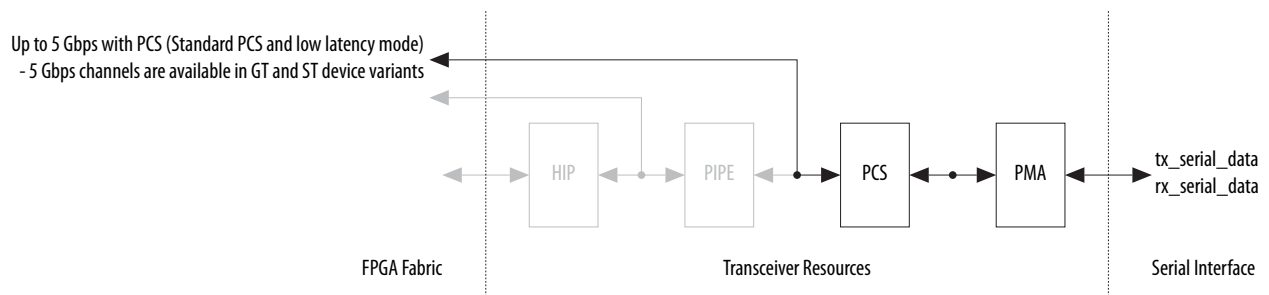 Up to 5 Gbps with PCS (Standard PCS and low latency mode)
- 5 Gbps channels are available in GT and ST device variants
HIP
PIPE
PCS
PMA
tx_serial_data
rx_serial_data
FPGA Fabric
Transceiver Resources
Serial Interface